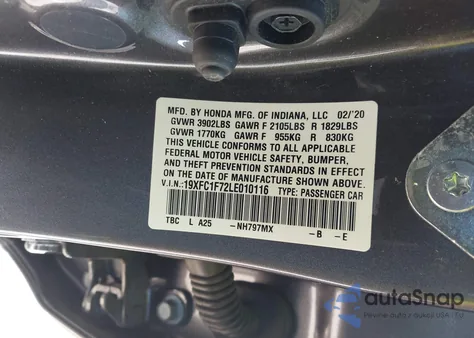 MFD. BY HONDA MFG. OF INDIANA, LLC 02/'20
GVWR 3902LBS GAWR F 2105LBS R 1829LBS
GVWR 1770KG GAWR F 955KG R 830KG
THIS VEHICLE CONFORMS TO ALL APPLICABLE
FEDERAL MOTOR VEHICLE SAFETY, BUMPER,
AND THEFT PREVENTION STANDARDS IN EFFECT
ON THE DATE OF MANUFACTURE SHOWN ABOVE.
V.I.N.:19XFC1F72LE010116 TYPE: PASSENGER CAR
TBC L A25 -NH797MX -B -E
autaSnap